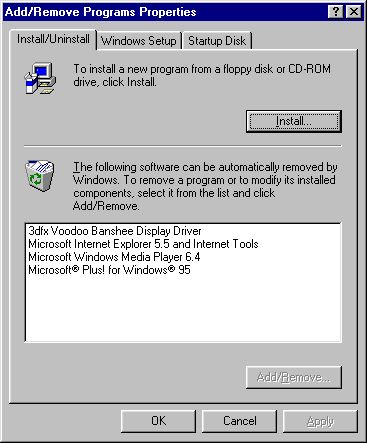 Add/Remove Programs Properties
Install/Uninstall Windows Setup Startup Disk
To install a new program from a floppy disk or CD-ROM
drive, click Install.
Install...
The following software can be automatically removed by
Windows. To remove a program or to modify its installed
components, select it from the list and click
Add/Remove.
3dfx Voodoo Banshee Display Driver
Microsoft Internet Explorer 5.5 and Internet Tools
Microsoft Windows Media Player 6.4
Microsoft® Plus! for Windows® 95
Add/Remove...
OK Cancel Apply